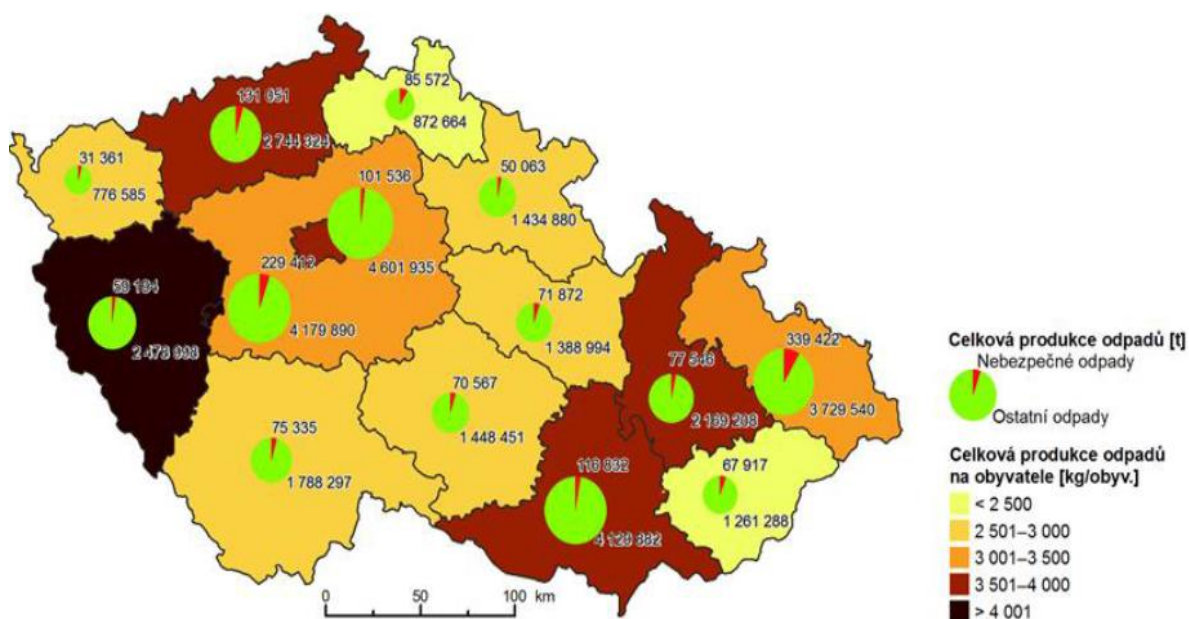 85 572
131 051
872 664
2 744 324
31 361
50 063
776 585
101 536
1 434 880
229 412
4 601 935
71 872
339 422
4 179 890
1 388 994
77 546
70 567
3 729 540
2 169 208
75 335
1 448 451
67 917
1 788 297
1 261 288
0 50 100 km
Celková produkce odpadů [t]
Nebezpečné odpady
Ostatní odpady
Celková produkce odpadů
na obyvatele [kg/obyv.]
< 2 500
2 501–3 000
3 001–3 500
3 501–4 000
> 4 001